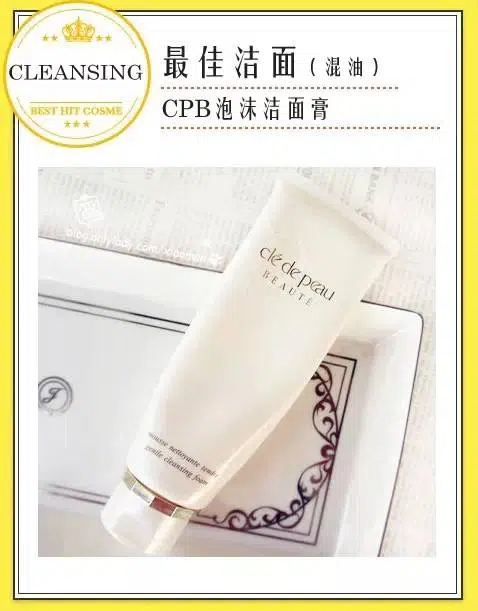 CLEANSING
BEST HIT COSME
最佳洁面(混油)
CPB泡沫洁面膏
clé de peau
BEAUTÉ
mousse nettoyante tendre
gentle cleansing foam